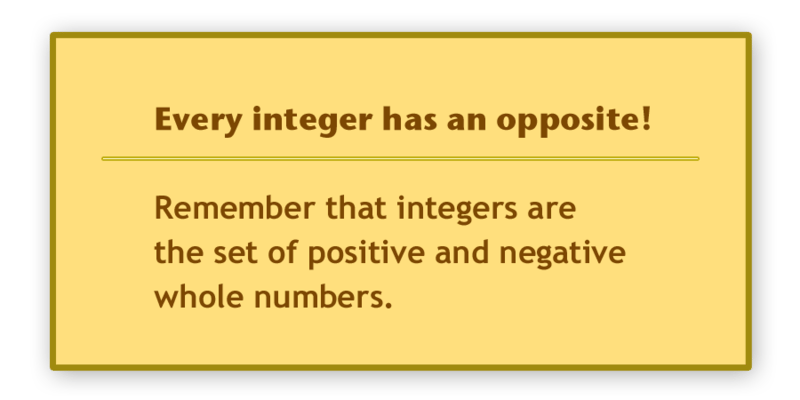 Every integer has an opposite!
Remember that integers are
the set of positive and negative
whole numbers.